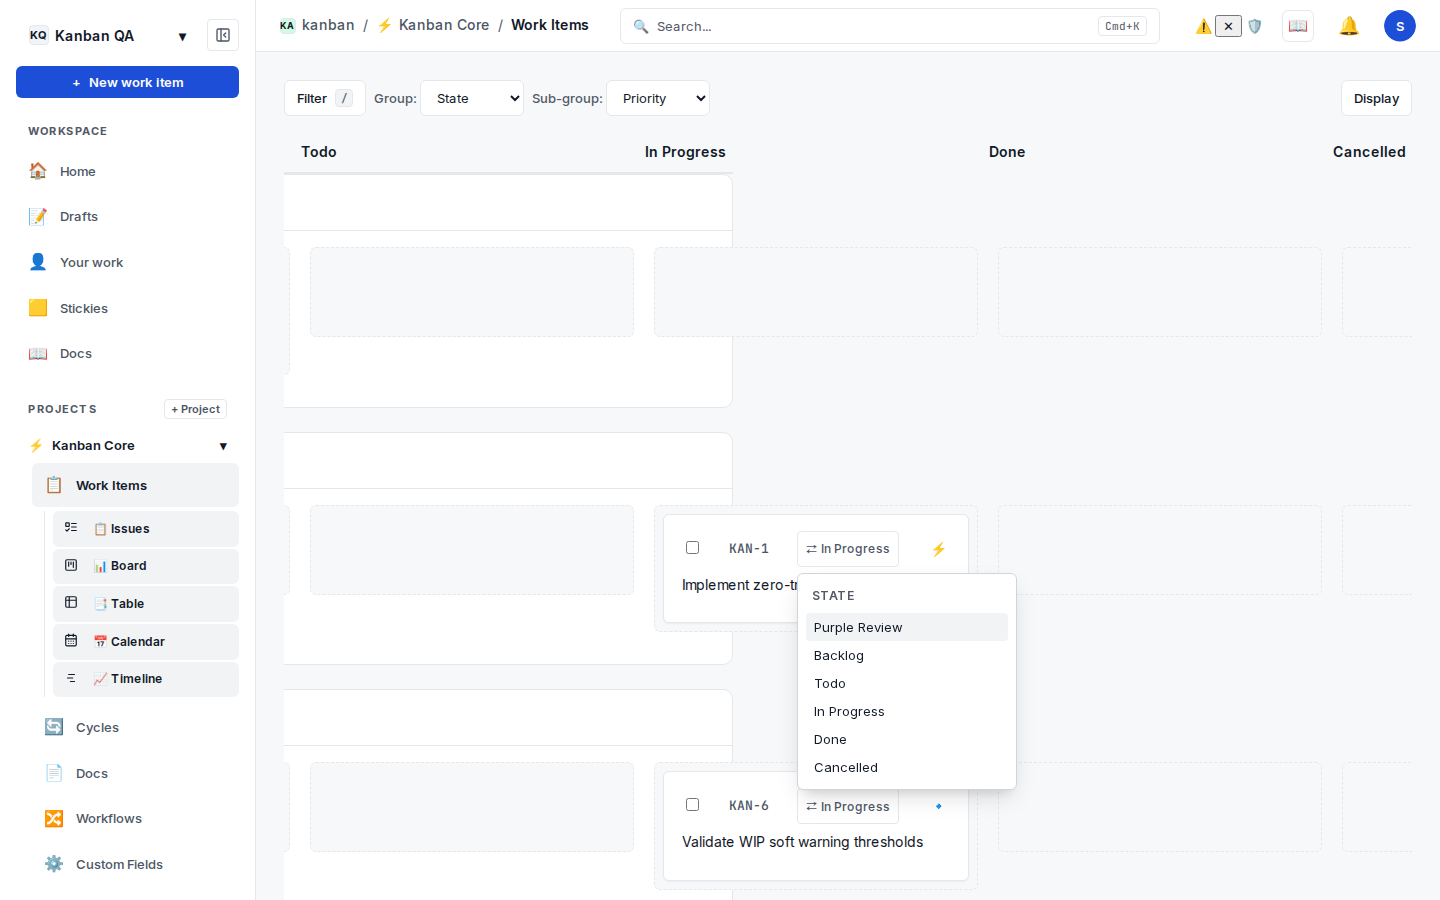 KQ Kanban QA ▾
+ New work item
WORKSPACE
Home
Drafts
Your work
Stickies
Docs
PROJECTS
+ Project
Kanban Core ▾
Work Items
Issues
Board
Table
Calendar
Timeline
Cycles
Docs
Workflows
Custom Fields
KA kanban / Kanban Core / Work Items
Search...
Cmd+K
✕
S
Filter /
Group: State
Sub-group: Priority
Display
Todo
In Progress
Done
Cancelled
KAN-1
⇄ In Progress
Implement zero-tr
STATE
Purple Review
Backlog
Todo
In Progress
Done
Cancelled
KAN-6
⇄ In Progress
Validate WIP soft warning thresholds